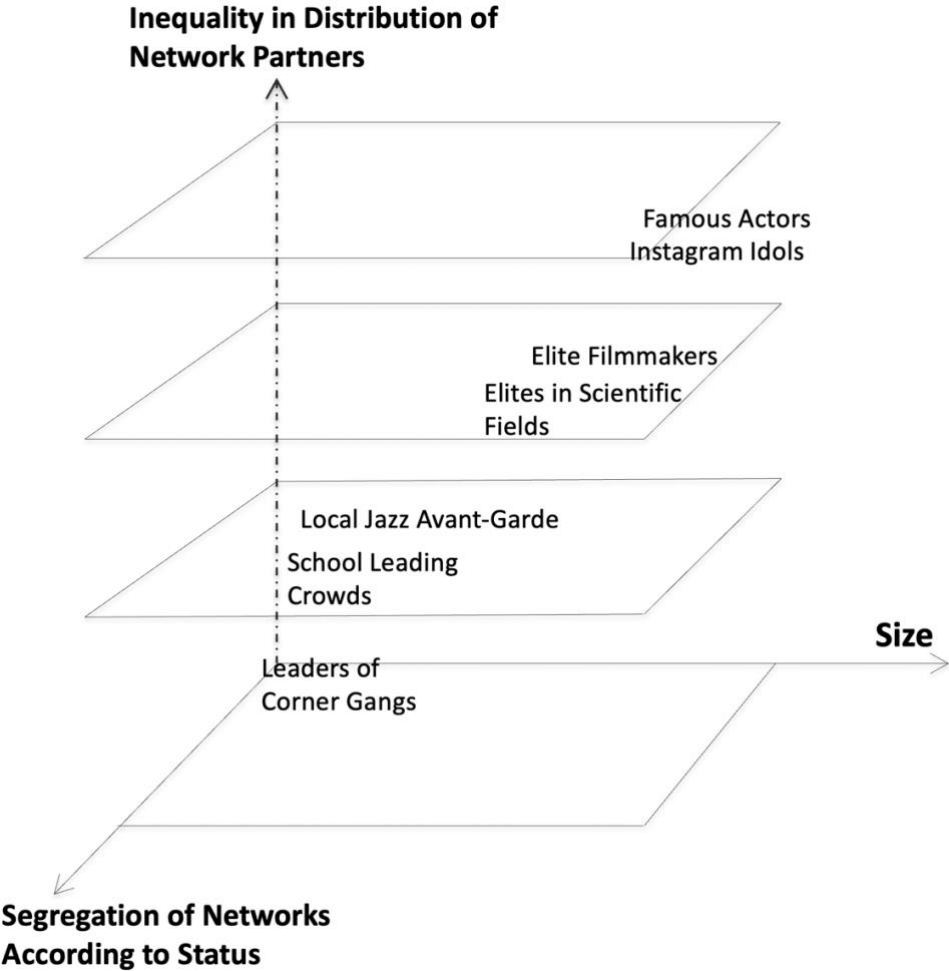 Inequality in Distribution of
Network Partners
Famous Actors
Instagram Idols
Elite Filmmakers
Elites in Scientific
Fields
Local Jazz Avant-Garde
School Leading
Crowds
Size
Leaders of
Corner Gangs
Segregation of Networks
According to Status